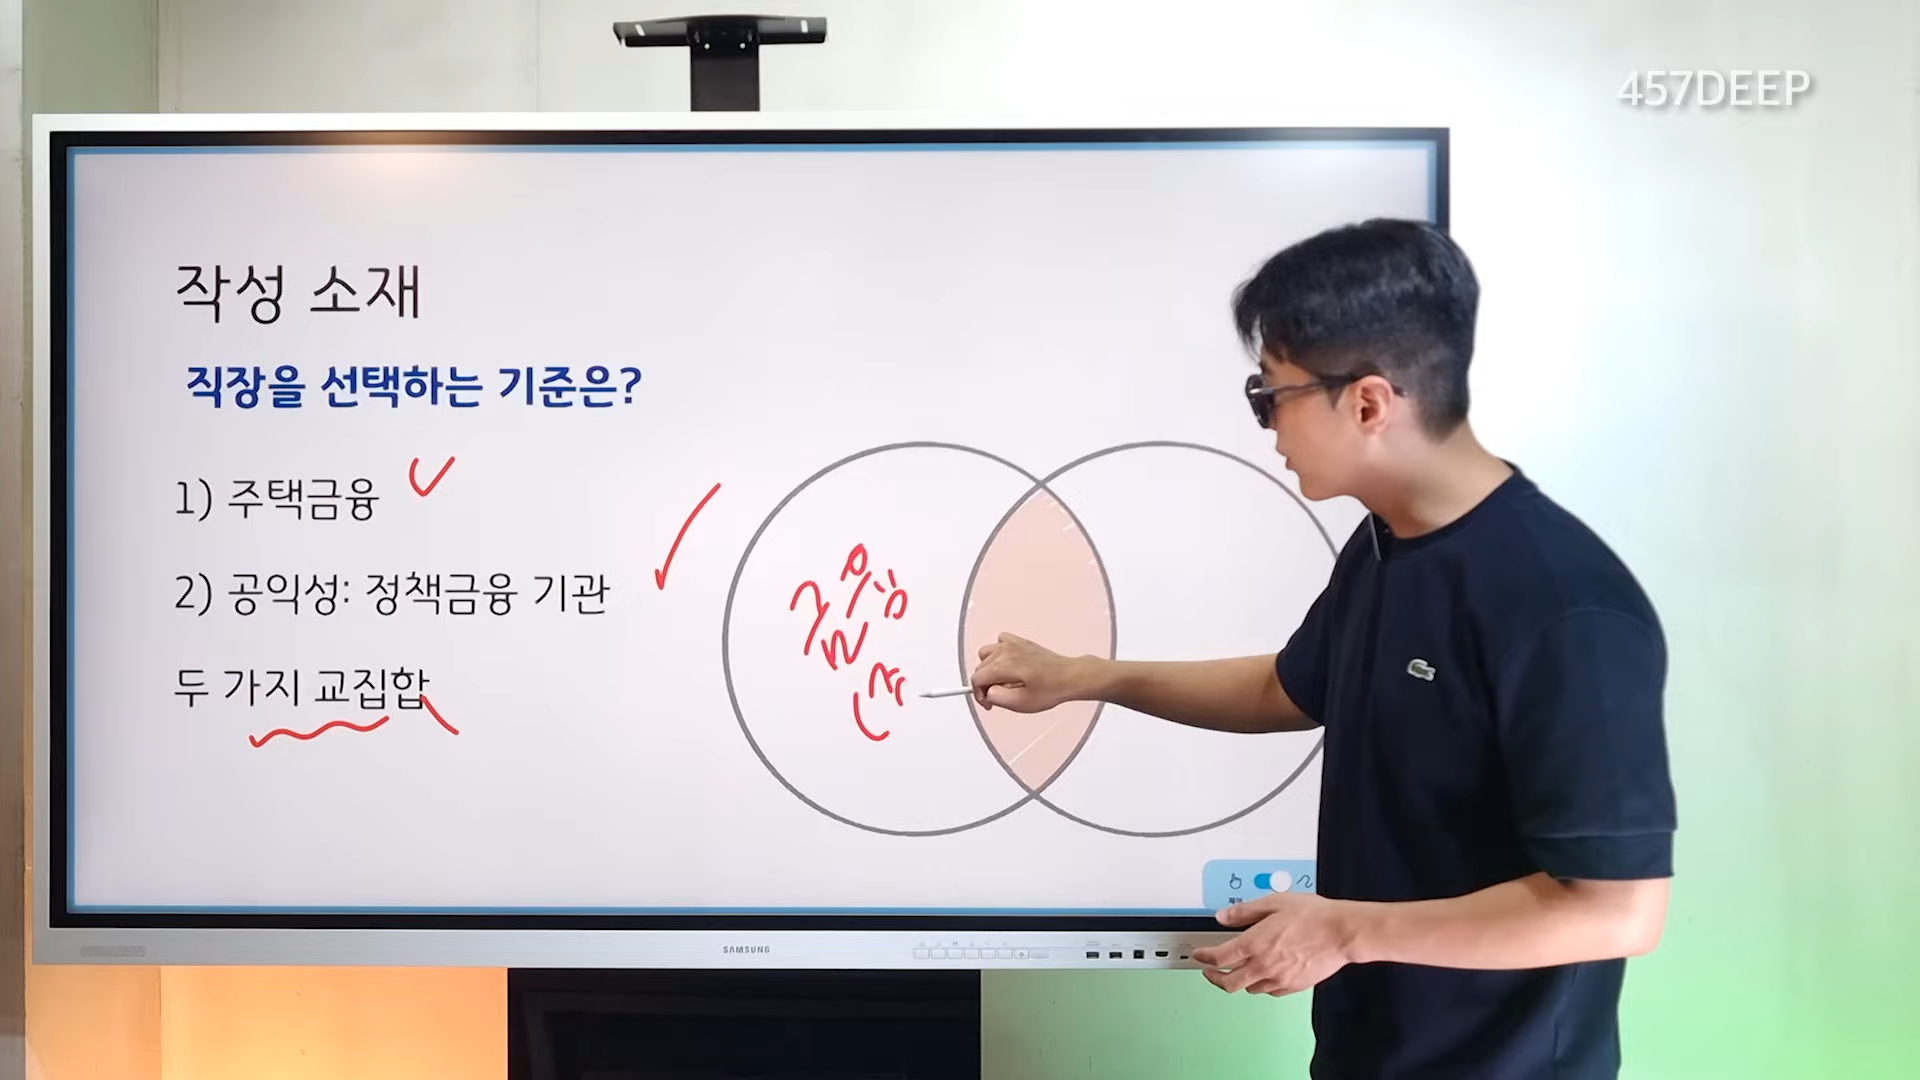 457DEEP
작성 소재
직장을 선택하는 기준은?
1) 주택금융
2) 공익성: 정책금융 기관
두 가지 교집합
SAMSUNG